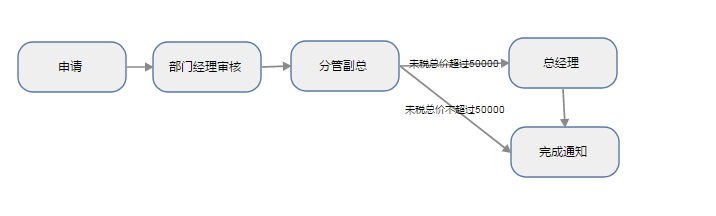 申请
部门经理审核
分管副总
未税总价超过50000
总经理
未税总价不超过50000
完成通知